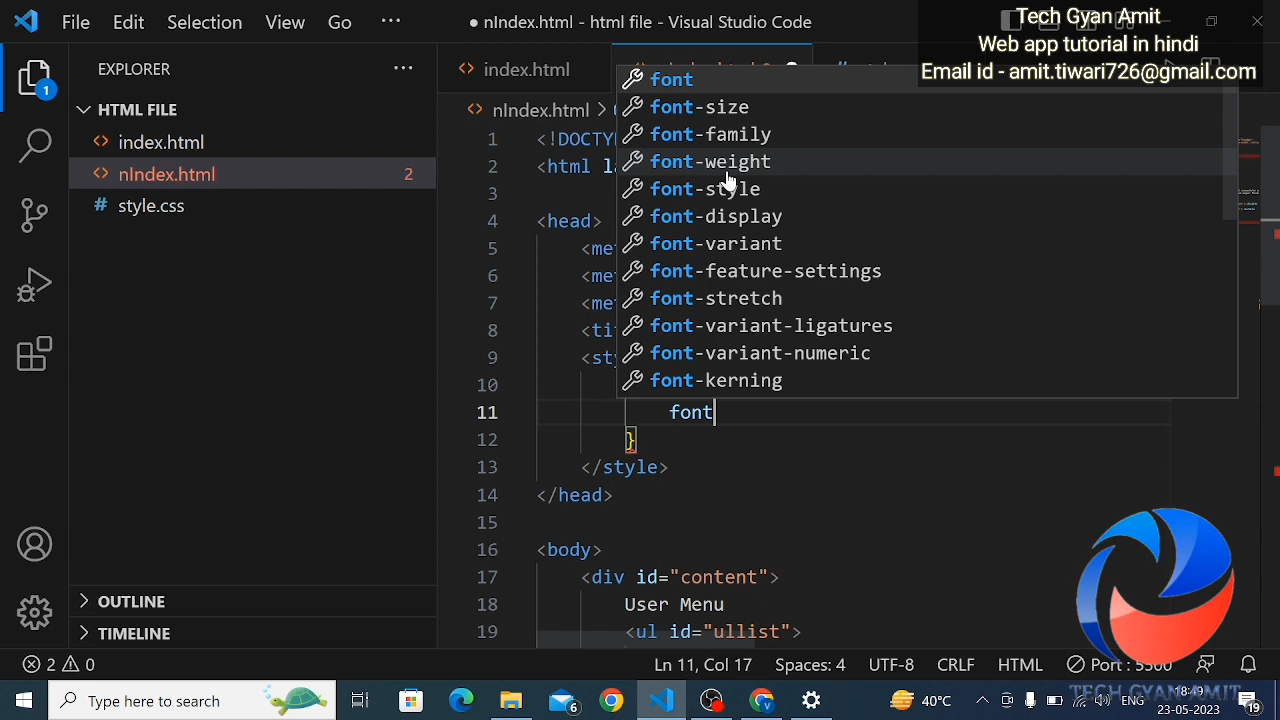 File Edit Selection View Go ···
● nIndex.html - html file - Visual Studio Code
Tech Gyan Amit
Web app tutorial in hindi
Email id - amit.tiwari726@gmail.com
EXPLORER
1
HTML FILE
index.html
nIndex.html 2
style.css
OUTLINE
TIMELINE
index.html
nIndex.html >
font
font-size
font-family
font-weight
font-style
font-display
font-variant
font-feature-settings
font-stretch
font-variant-ligatures
font-variant-numeric
font-kerning
1 <!DOCTY
2 <html l
3
4 <head>
5 <me
6 <me
7 <me
8 <ti
9 <sty
10
11 font
12 }
13 </style>
14 </head>
15
16 <body>
17 <div id="content">
18 User Menu
19 <ul id="ullist">
2 0 Ln 11, Col 17 Spaces: 4 UTF-8 CRLF HTML Port : 5500
TECH GYAN AMIT
Type here to search
6
40°C
ENG
18:49
23-05-2023
19